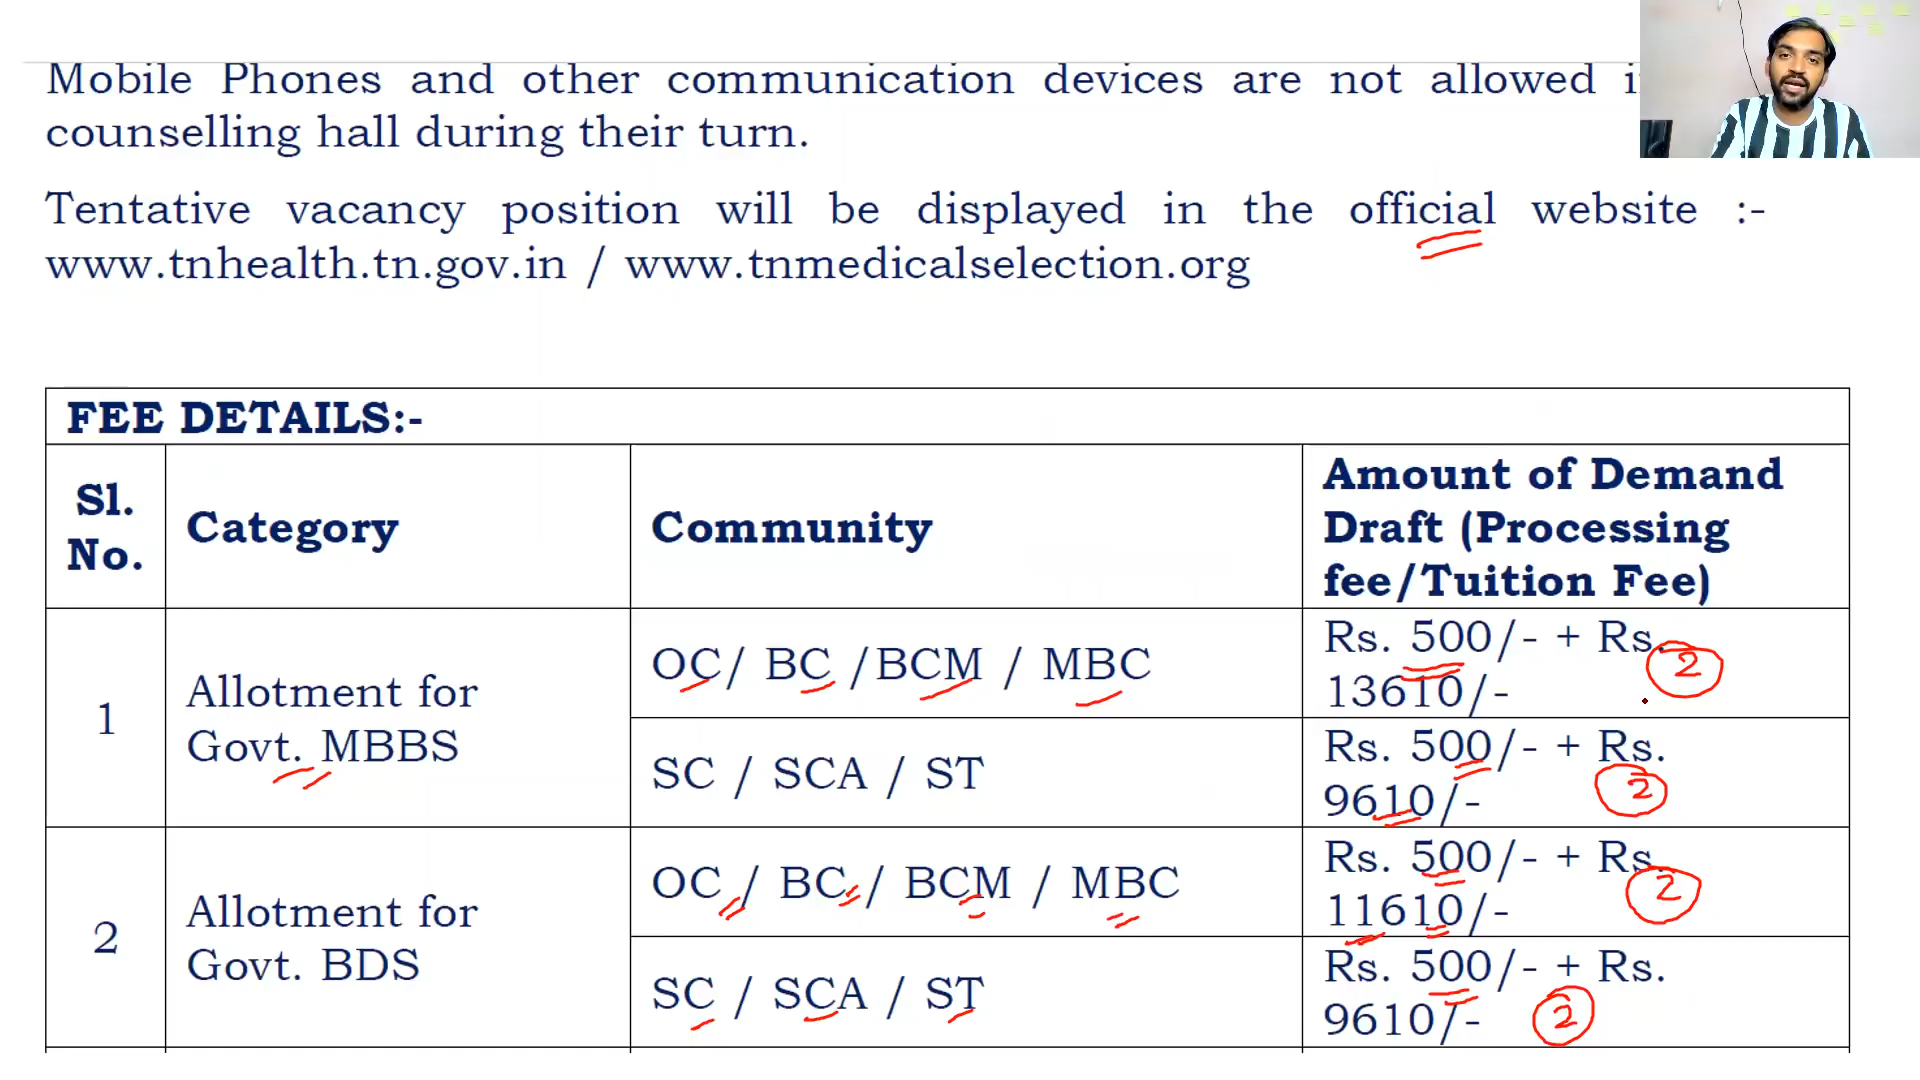 Mobile Phones and other communication devices are not allowed
counselling hall during their turn.
Tentative vacancy position will be displayed in the official website :-
www.tnhealth.tn.gov.in / www.tnmedicalselection.org
FEE DETAILS:-
Sl. No.
Category
Community
Amount of Demand
Draft (Processing
fee/Tuition Fee)
1
Allotment for
Govt. MBBS
OC/ BC /BCM / MBC
Rs. 500/- + Rs.
13610/-
2
SC / SCA / ST
Rs. 500/- + Rs.
9610/-
2
2
Allotment for
Govt. BDS
OC / BC / BCM / MBC
Rs. 500/- + Rs.
11610/-
2
SC / SCA / ST
Rs. 500/- + Rs.
9610/-
2